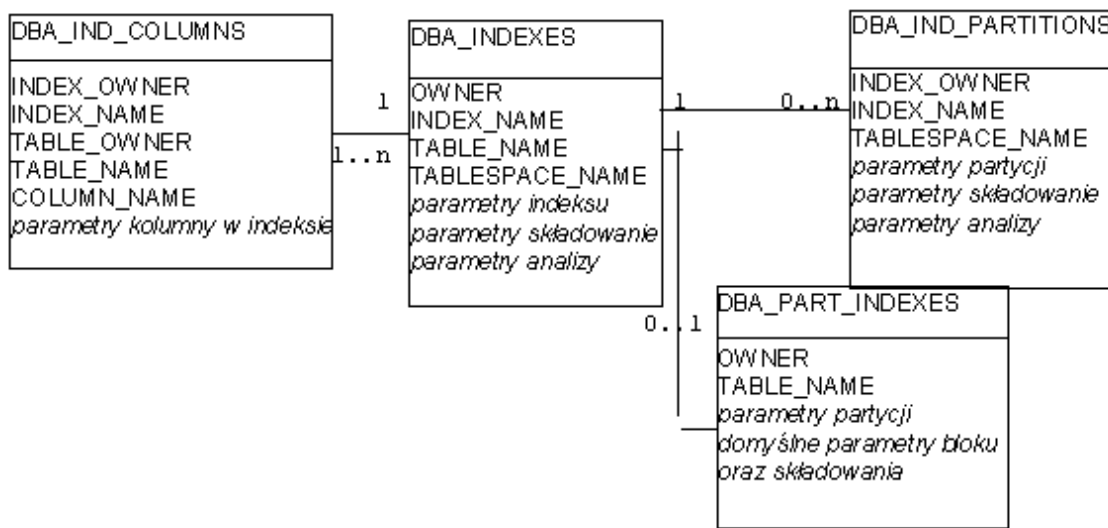 DBA_IND_COLUMNS
INDEX_OWNER
INDEX_NAME
TABLE_OWNER
TABLE_NAME
COLUMN_NAME
parametry kolumny w indeksie
1
1..n
DBA_INDEXES
OWNER
INDEX_NAME
TABLE_NAME
TABLESPACE_NAME
parametry indeksu
parametry składowanie
parametry analizy
1
0..n
0..1
DBA_IND_PARTITIONS
INDEX_OWNER
INDEX_NAME
TABLESPACE_NAME
parametry partycji
parametry składowanie
parametry analizy
DBA_PART_INDEXES
OWNER
TABLE_NAME
parametry partycji
domyślne parametry bloku
oraz składowania